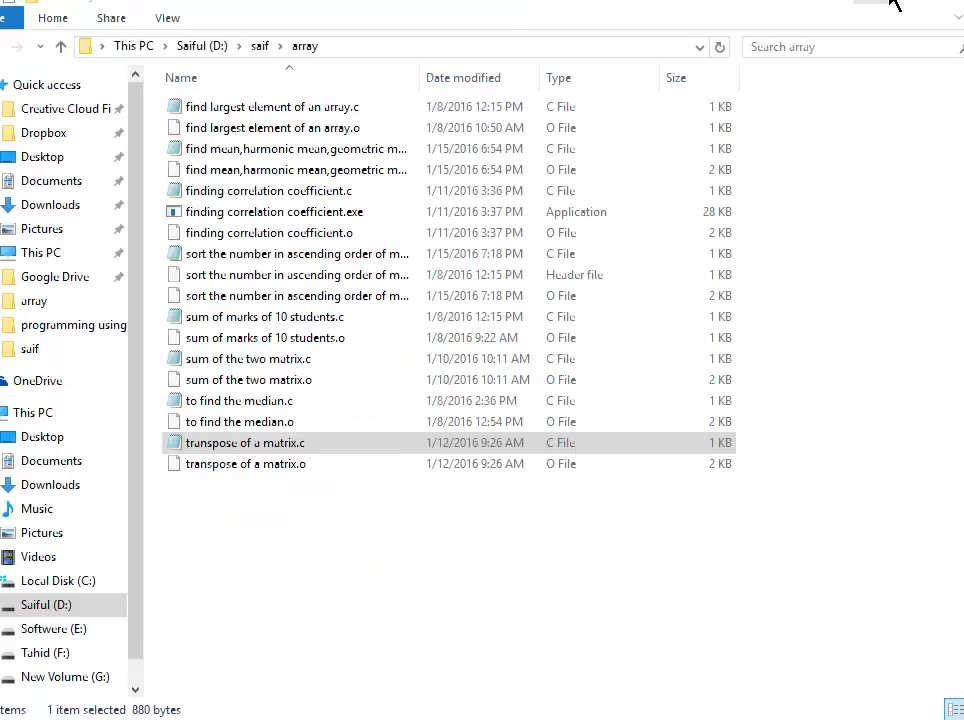 e Home Share View
This PC > Saiful (D:) > saif > array
Search array
Name Date modified Type Size
Quick access
Creative Cloud Fi
Dropbox
Desktop
Documents
Downloads
Pictures
This PC
Google Drive
array
programming using
saif
OneDrive
This PC
Desktop
Documents
Downloads
Music
Pictures
Videos
Local Disk (C:)
Saiful (D:)
Softwere (E:)
Tahid (F:)
New Volume (G:)
find largest element of an array.c 1/8/2016 12:15 PM C File 1 KB
find largest element of an array.o 1/8/2016 10:50 AM O File 1 KB
find mean,harmonic mean,geometric m... 1/15/2016 6:54 PM C File 1 KB
find mean,harmonic mean,geometric m... 1/15/2016 6:54 PM O File 2 KB
finding correlation coefficient.c 1/11/2016 3:36 PM C File 1 KB
finding correlation coefficient.exe 1/11/2016 3:37 PM Application 28 KB
finding correlation coefficient.o 1/11/2016 3:37 PM O File 2 KB
sort the number in ascending order of m... 1/15/2016 7:18 PM C File 1 KB
sort the number in ascending order of m... 1/8/2016 12:15 PM Header file 1 KB
sort the number in ascending order of m... 1/15/2016 7:18 PM O File 2 KB
sum of marks of 10 students.c 1/8/2016 12:15 PM C File 1 KB
sum of marks of 10 students.o 1/8/2016 9:22 AM O File 1 KB
sum of the two matrix.c 1/10/2016 10:11 AM C File 1 KB
sum of the two matrix.o 1/10/2016 10:11 AM O File 2 KB
to find the median.c 1/8/2016 2:36 PM C File 1 KB
to find the median.o 1/8/2016 12:54 PM O File 2 KB
transpose of a matrix.c 1/12/2016 9:26 AM C File 1 KB
transpose of a matrix.o 1/12/2016 9:26 AM O File 2 KB
tems 1 item selected 880 bytes